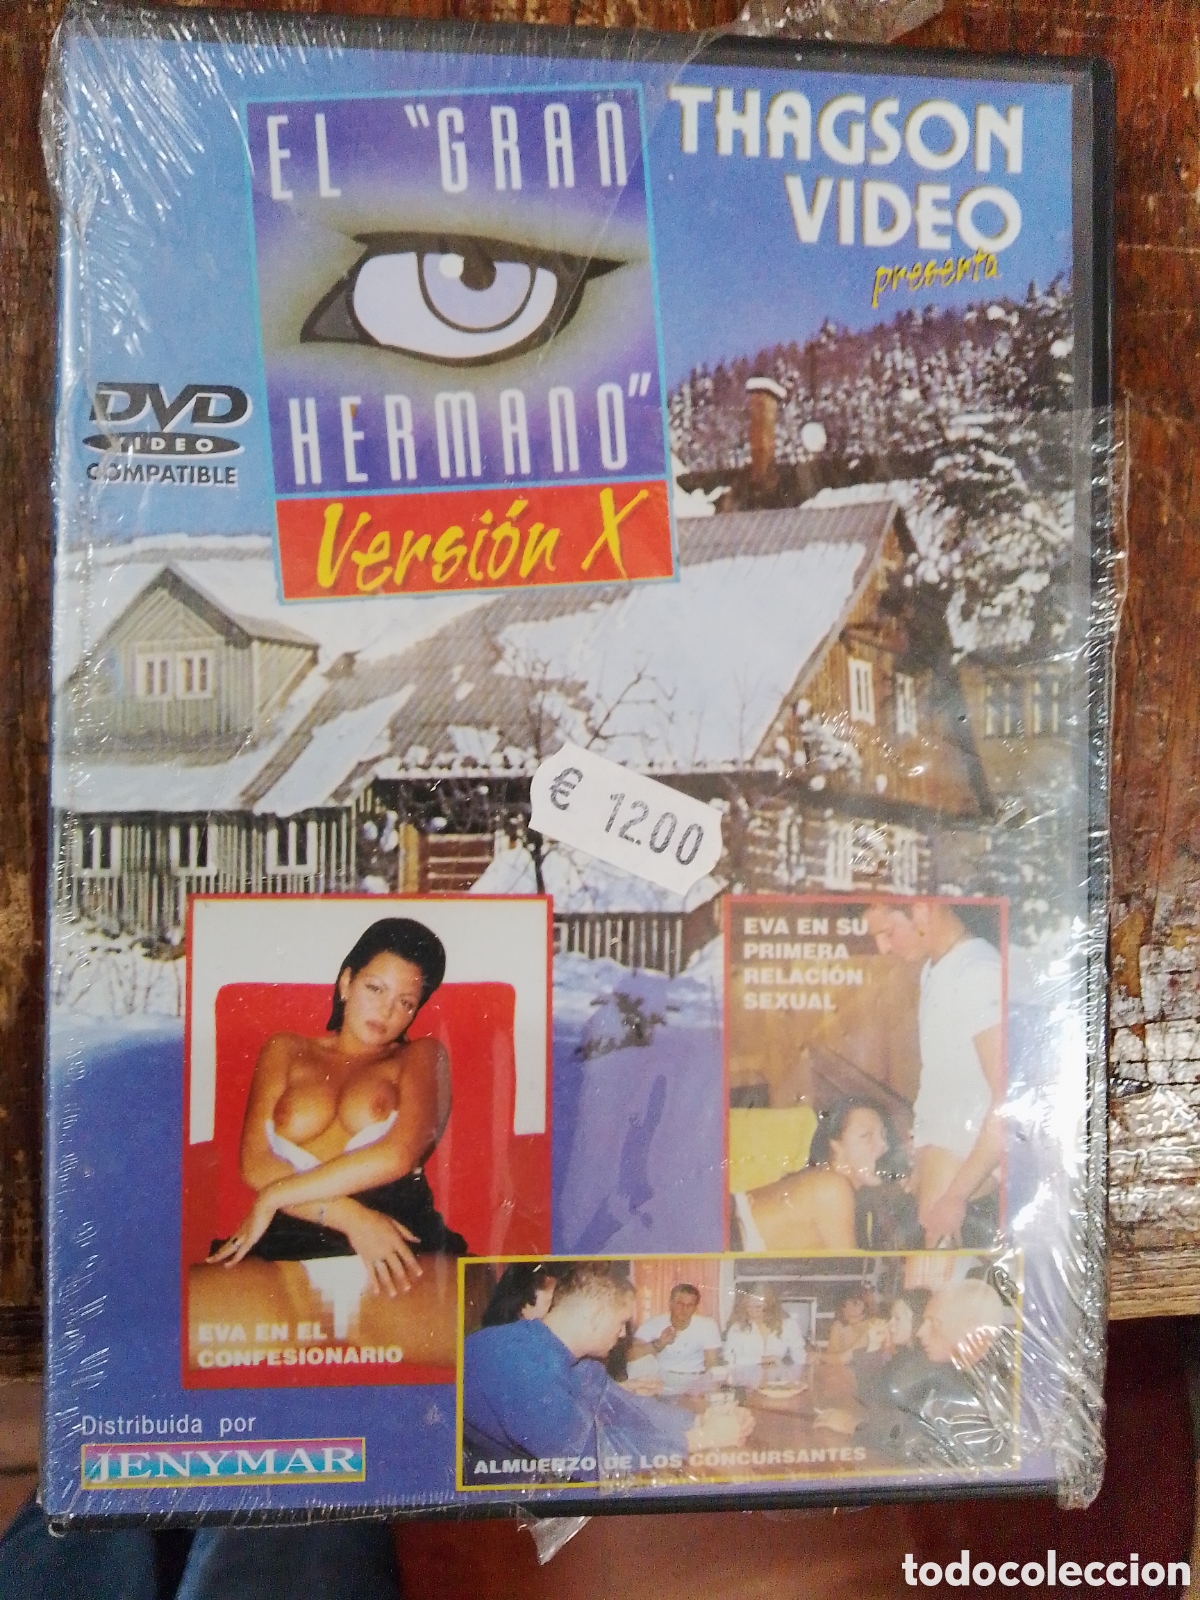 EL "GRAN
HERMANO"
Versión X
THAGSON
VIDEO
presenta
DVD
VIDEO
COMPATIBLE
€ 12.00
EVA EN SU
PRIMERA
RELACIÓN
SEXUAL
EVA EN EL
CONFESIONARIO
ALMUERZO DE LOS CONCURSANTES
Distribuida por
JENYMAR
todocoleccion